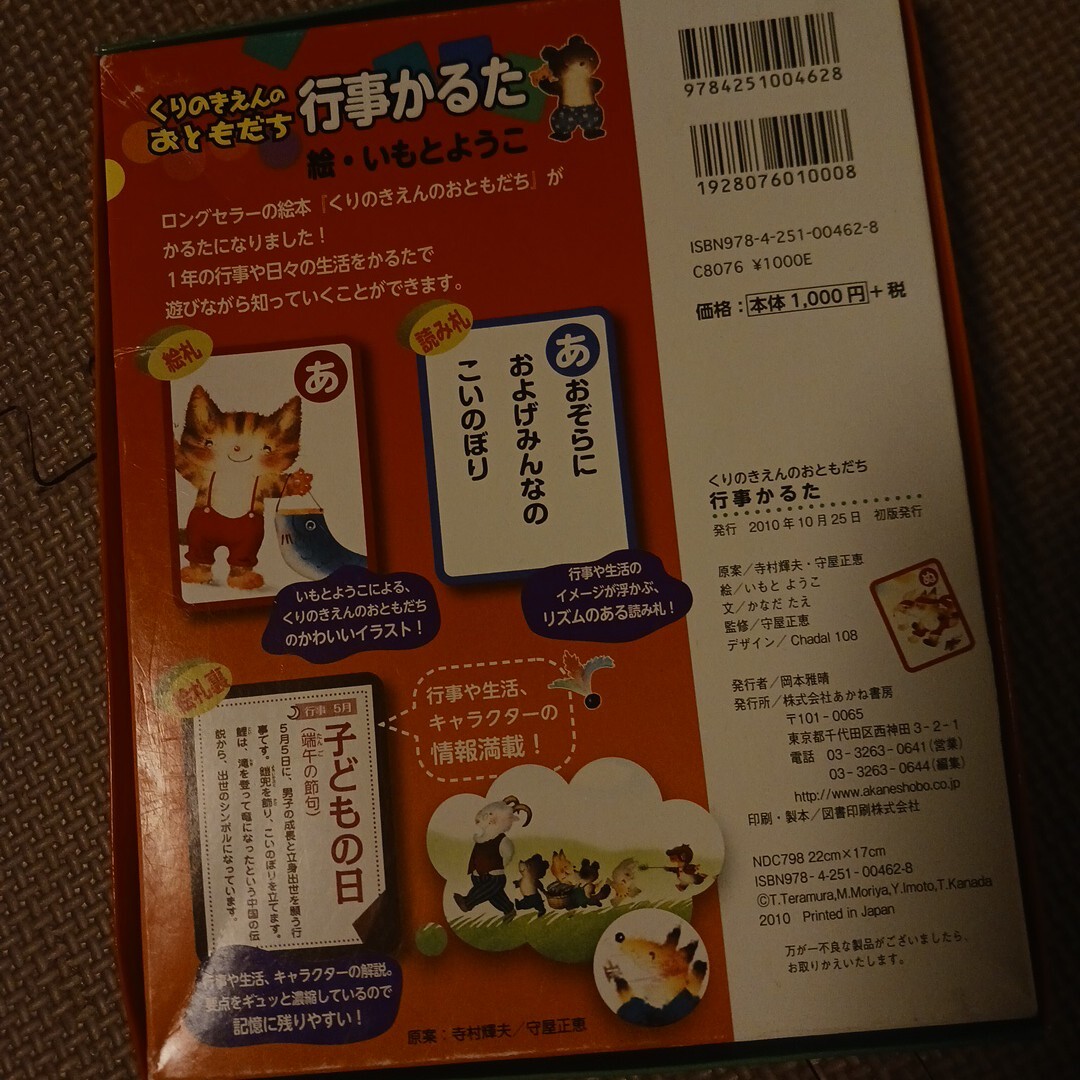 くりのきえんの
おともだち
行事かるた
絵・いもとようこ
ロングセラーの絵本『くりのきえんのおともだち』が
かるたになりました！
１年の行事や日々の生活をかるたで
遊びながら知っていくことができます。
絵札
あ
読み札
あ
おぞらに
およげみんなの
こいのぼり
いもとようこによる、
くりのきえんのおともだち
のかわいいイラスト！
行事や生活の
イメージが浮かぶ、
リズムのある読み札！
絵札裏
行事 5月
子どもの日
(端午の節句)
たんご
5月5日に、男子の成長と立身出世を願う行
事です。鎧兜を飾り、こいのぼりを立てます。
鯉は、滝を登って竜になったという中国の伝
説から、出世のシンボルになっています。
行事や生活、
キャラクターの
情報満載！
行事や生活、キャラクターの解説。
要点をギュッと濃縮しているので
記憶に残りやすい！
原案：寺村輝夫／守屋正恵
9784251004628
1928076010008
ISBN978-4-251-00462-8
C8076 ¥1000E
価格：本体1,000円＋税
くりのきえんのおともだち
行事かるた
発行 2010年10月25日 初版発行
原案／寺村輝夫・守屋正恵
絵／いもと ようこ
文／かなだ たえ
監修／守屋正恵
デザイン／Chadal 108
ぬ
発行者／岡本雅晴
発行所／株式会社あかね書房
〒101-0065
東京都千代田区西神田3-2-1
電話 03-3263-0641(営業)
03-3263-0644(編集)
http://www.akaneshobo.co.jp
印刷・製本／図書印刷株式会社
NDC798 22cm×17cm
ISBN978-4-251-00462-8
©T.Teramura,M.Moriya,Y.Imoto,T.Kanada
2010 Printed in Japan
万が一不良な製品がございましたら、
お取りかえいたします。